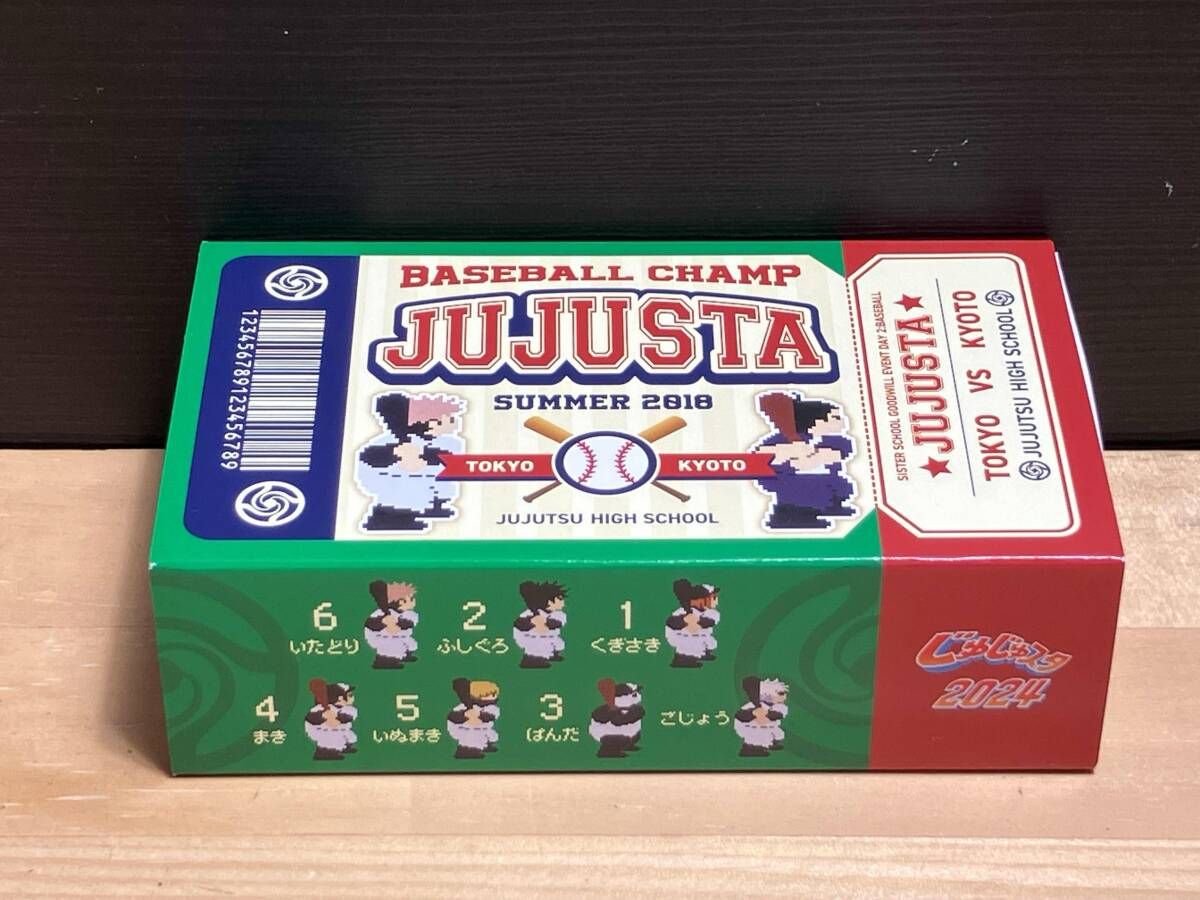 BASEBALL CHAMP
JUJUSTA
SUMMER 2018
TOKYO
KYOTO
JUJUTSU HIGH SCHOOL
123456789123456789
SISTER SCHOOL GOODWILL EVENT DAY 2:BASEBALL
★JUJUSTA★
TOKYO VS KYOTO
JUJUTSU HIGH SCHOOL
6
いたどり
2
ふしぐろ
1
くぎさき
4
まき
5
いぬまき
3
ぱんだ
ごじょう
じゅじゅスタ
2024